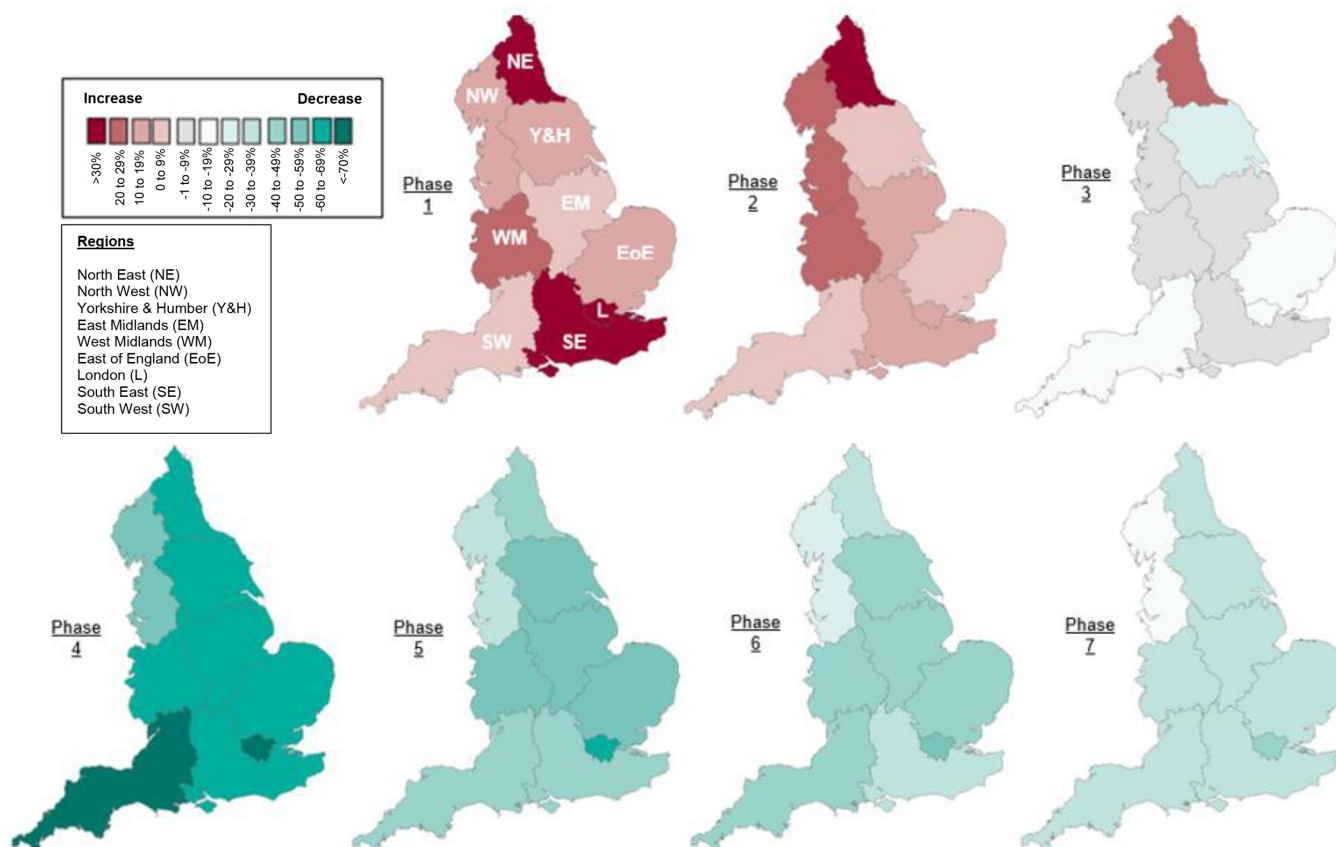 Increase Decrease
>30%
20 to 29%
10 to 19%
0 to 9%
-1 to -9%
-10 to -19%
-20 to -29%
-30 to -39%
-40 to -49%
-50 to -59%
-60 to -69%
<-70%
Regions
North East (NE)
North West (NW)
Yorkshire & Humber (Y&H)
East Midlands (EM)
West Midlands (WM)
East of England (EoE)
London (L)
South East (SE)
South West (SW)
Phase
1
NE
NW
Y&H
EM
WM
EoE
L
SW
SE
Phase
2
Phase
3
Phase
4
Phase
5
Phase
6
Phase
7